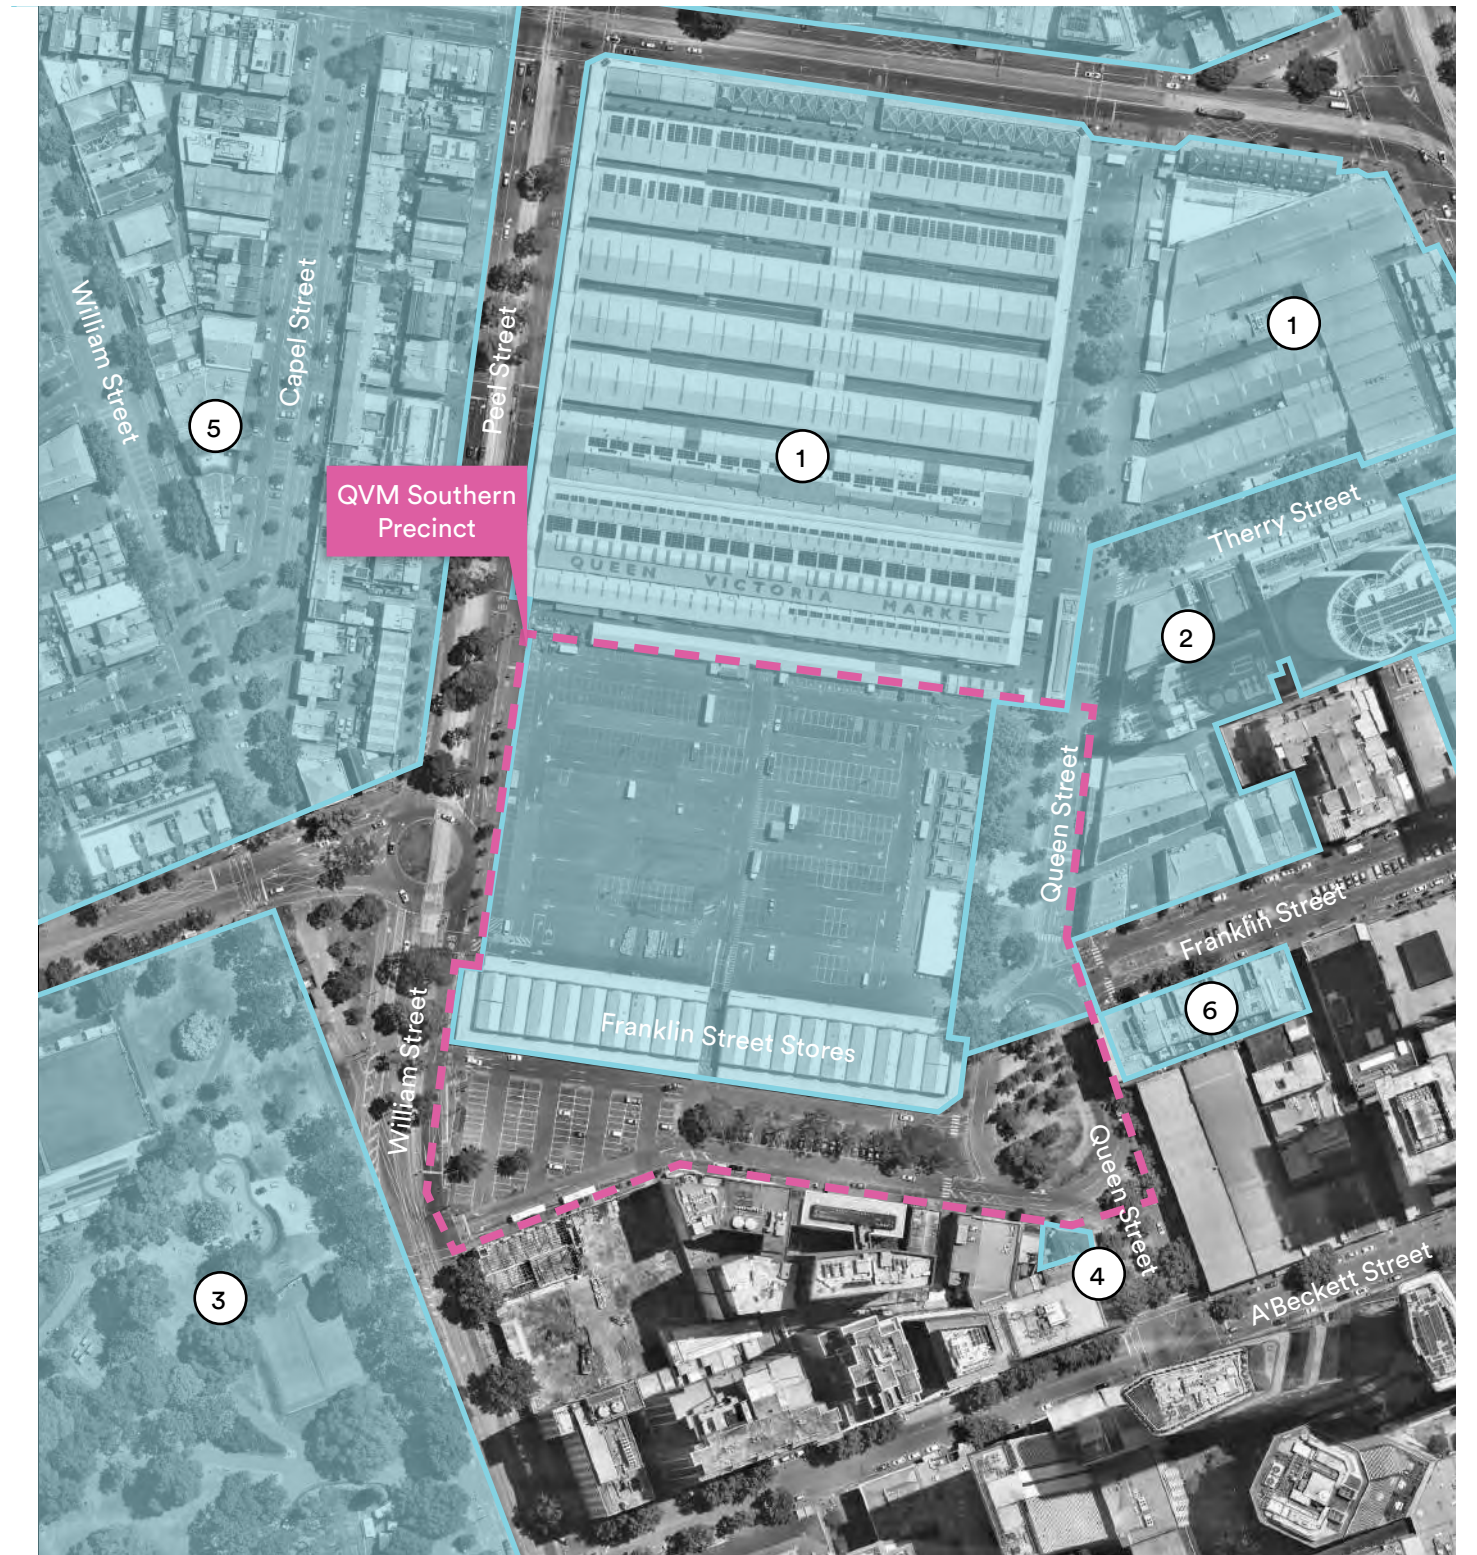 William Street
Capel Street
Peel Street
1
5
1
QVM Southern
Precinct
Therry Street
QUEEN VICTORIA MARKET
2
Queen Street
Franklin Street
6
Franklin Street Stores
William Street
Queen Street
4
A'Beckett Street
3